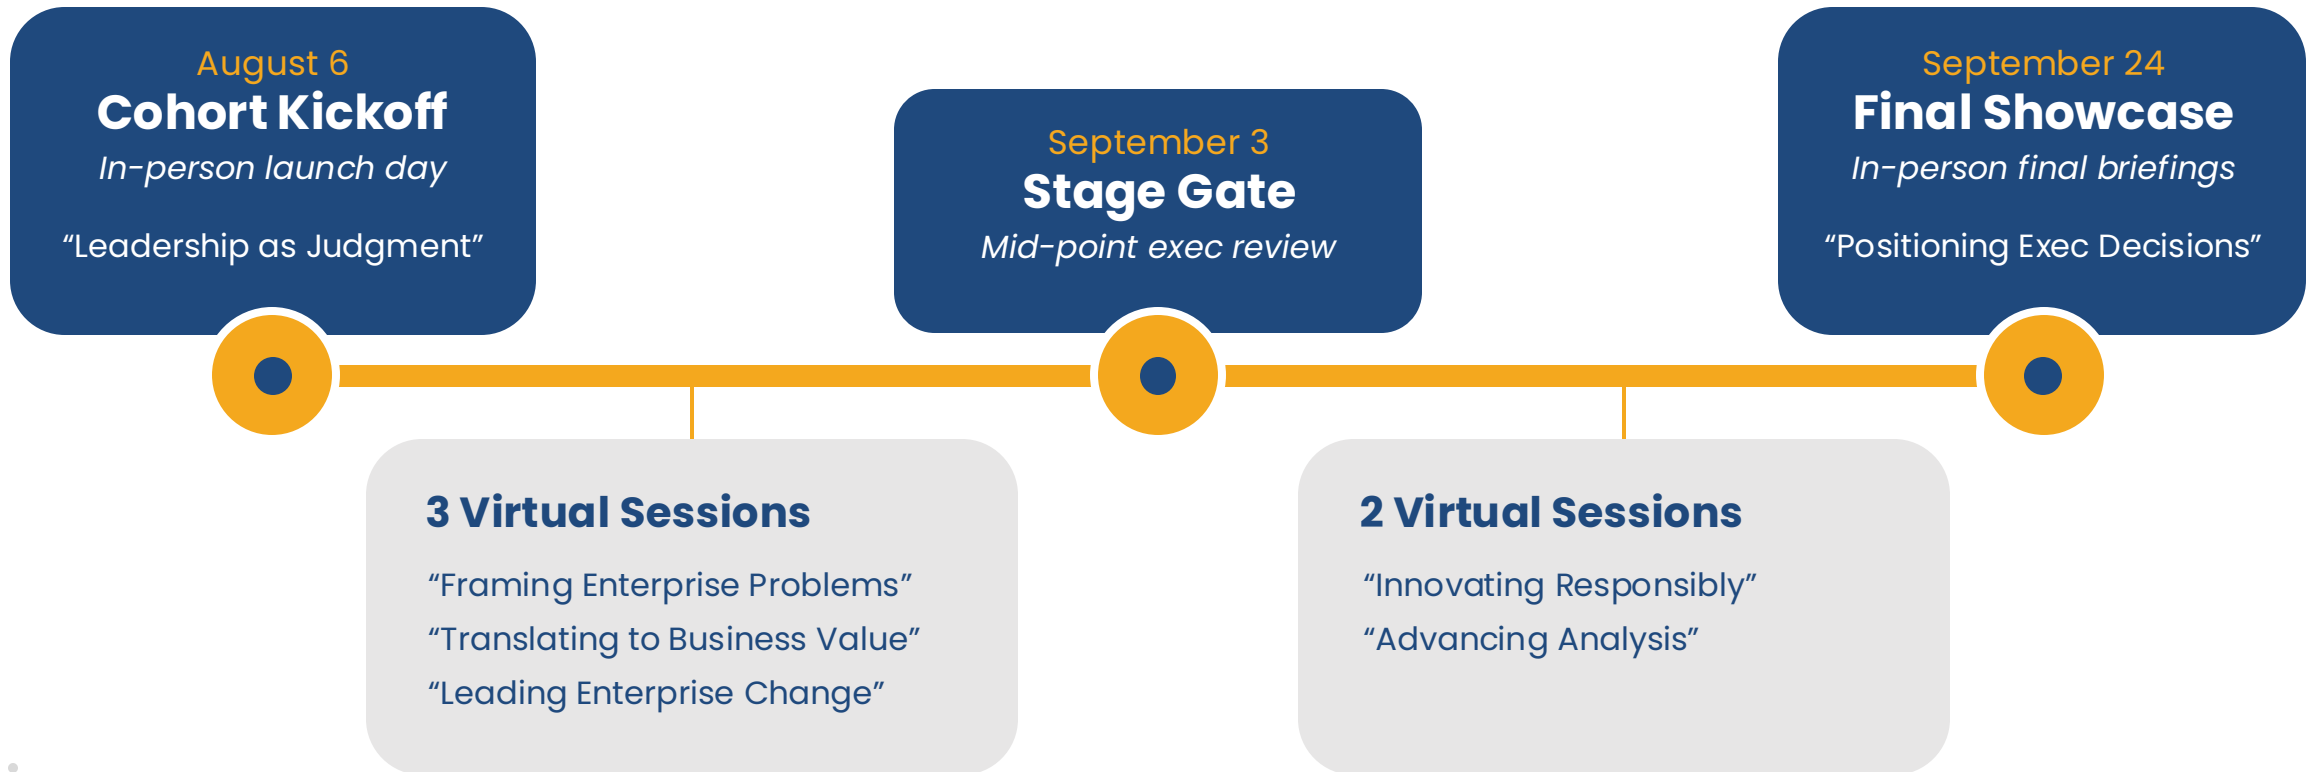 August 6
Cohort Kickoff
In-person launch day
“Leadership as Judgment”
September 3
Stage Gate
Mid-point exec review
September 24
Final Showcase
In-person final briefings
“Positioning Exec Decisions”
3 Virtual Sessions
“Framing Enterprise Problems”
“Translating to Business Value”
“Leading Enterprise Change”
2 Virtual Sessions
“Innovating Responsibly”
“Advancing Analysis”